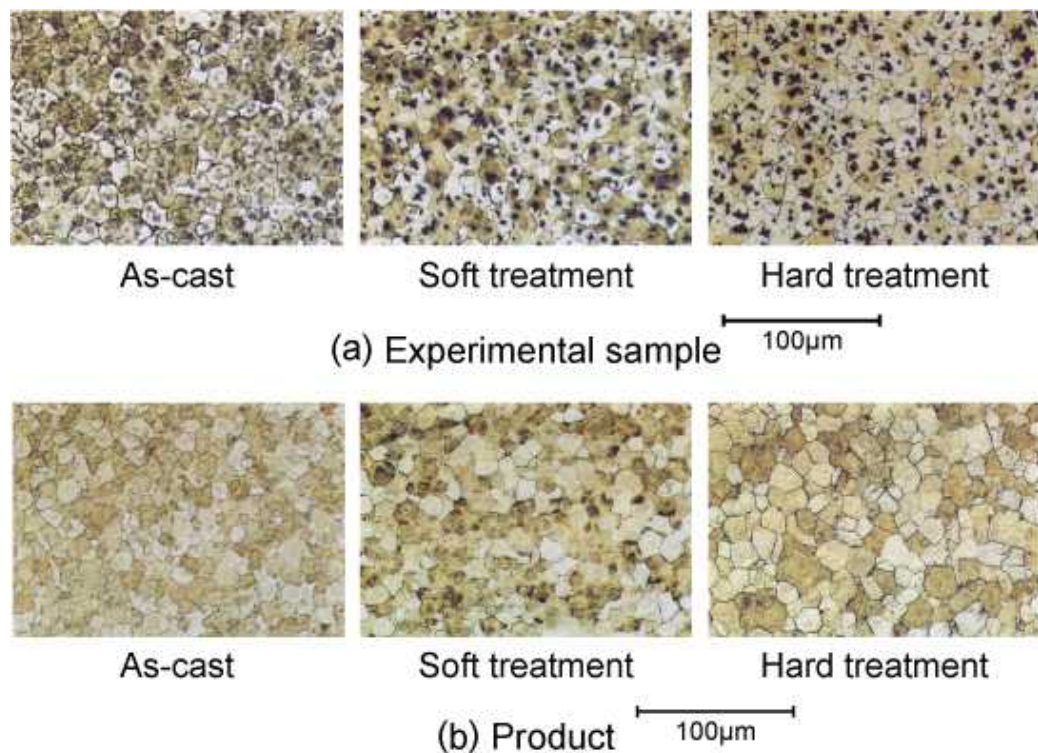 As-cast Soft treatment Hard treatment
100μm
(a) Experimental sample
As-cast Soft treatment Hard treatment
100μm
(b) Product